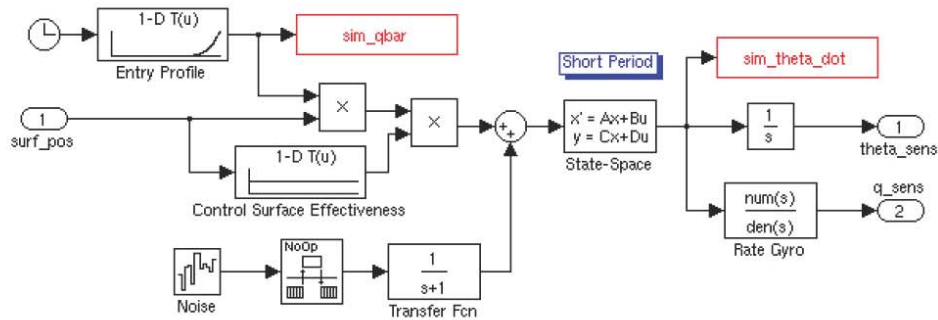 1-D T(u)
Entry Profile
sim_qbar
Short Period
sim_theta_dot
1
surf_pos
×
×
1-D T(u)
Control Surface Effectiveness
+
+
x' = Ax+Bu
y = Cx+Du
State-Space
1
s
1
theta_sens
num(s)
den(s)
Rate Gyro
q_sens
2
Noise
NoOp
1
s+1
Transfer Fcn